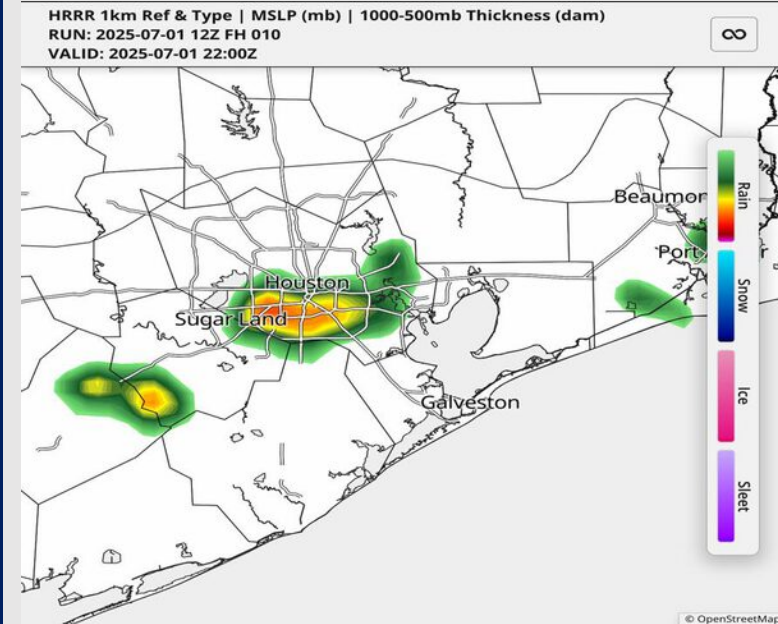 HRRR 1km Ref & Type | MSLP (mb) | 1000-500mb Thickness (dam)
RUN: 2025-07-01 12Z FH 010
VALID: 2025-07-01 22:00Z
Rain
Beaumor
Port
r
Snow
Houston
Sugar Land
Ice
Galveston
Sleet
© OpenStreetMap